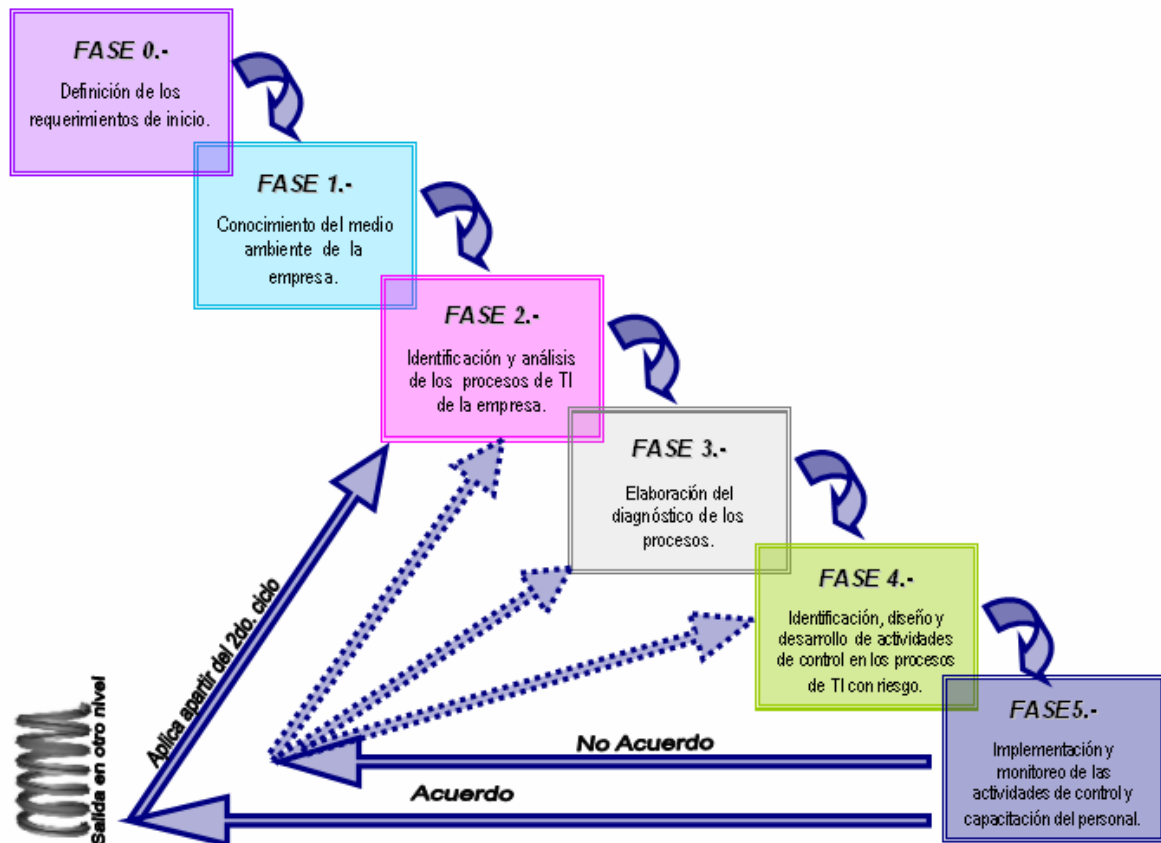 FASE 0.-
Definición de los
requerimientos de inicio.
FASE 1.-
Conocimiento del medio
ambiente de la
empresa.
FASE 2.-
Identificación y análisis
de los procesos de TI
de la empresa.
FASE 3.-
Elaboración del
diagnóstico de los
procesos.
FASE 4.-
Identificación, diseño y
desarrollo de actividades
de control en los procesos
de TI con riesgo.
FASE5.-
Implementación y
monitoreo de las
actividades de control y
capacitación del personal.
No Acuerdo
Acuerdo
Aplica apartir del 2do. ciclo
Salida en otro nivel